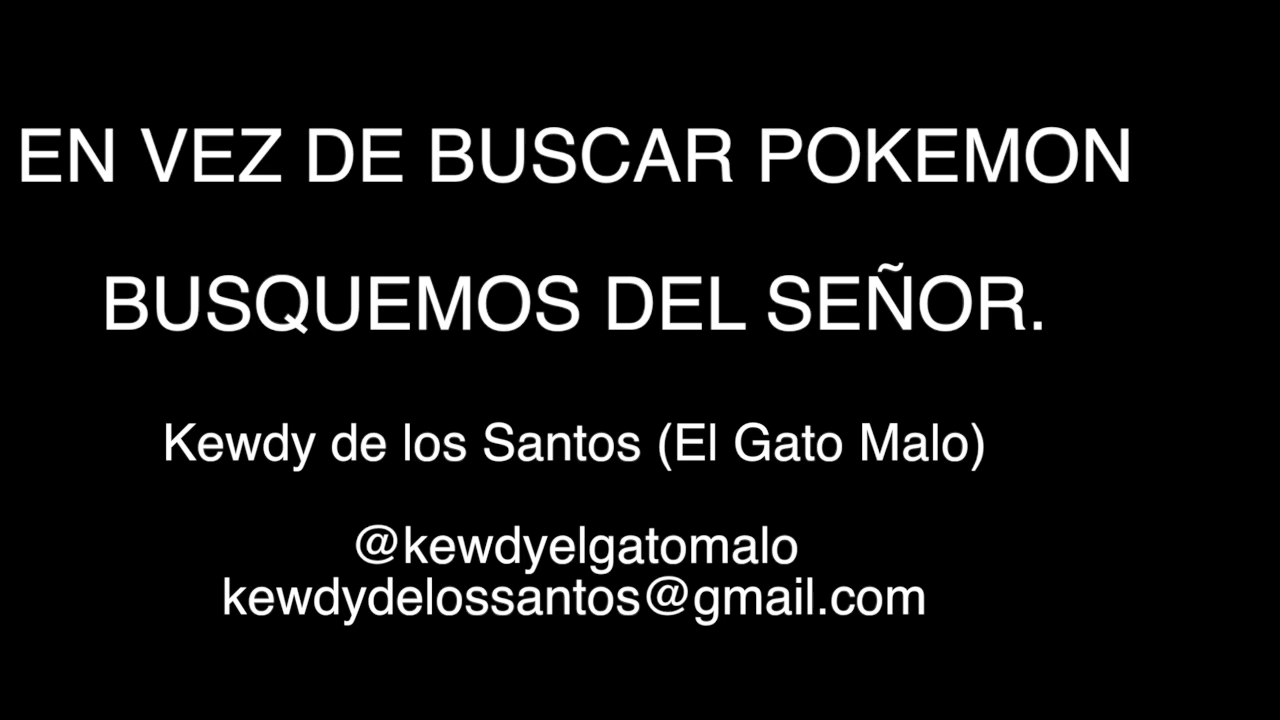 EN VEZ DE BUSCAR POKEMON
BUSQUEMOS DEL SEÑOR.
Kewdy de los Santos (El Gato Malo)
@kewdyelgatomalo
kewdydelossantos@gmail.com